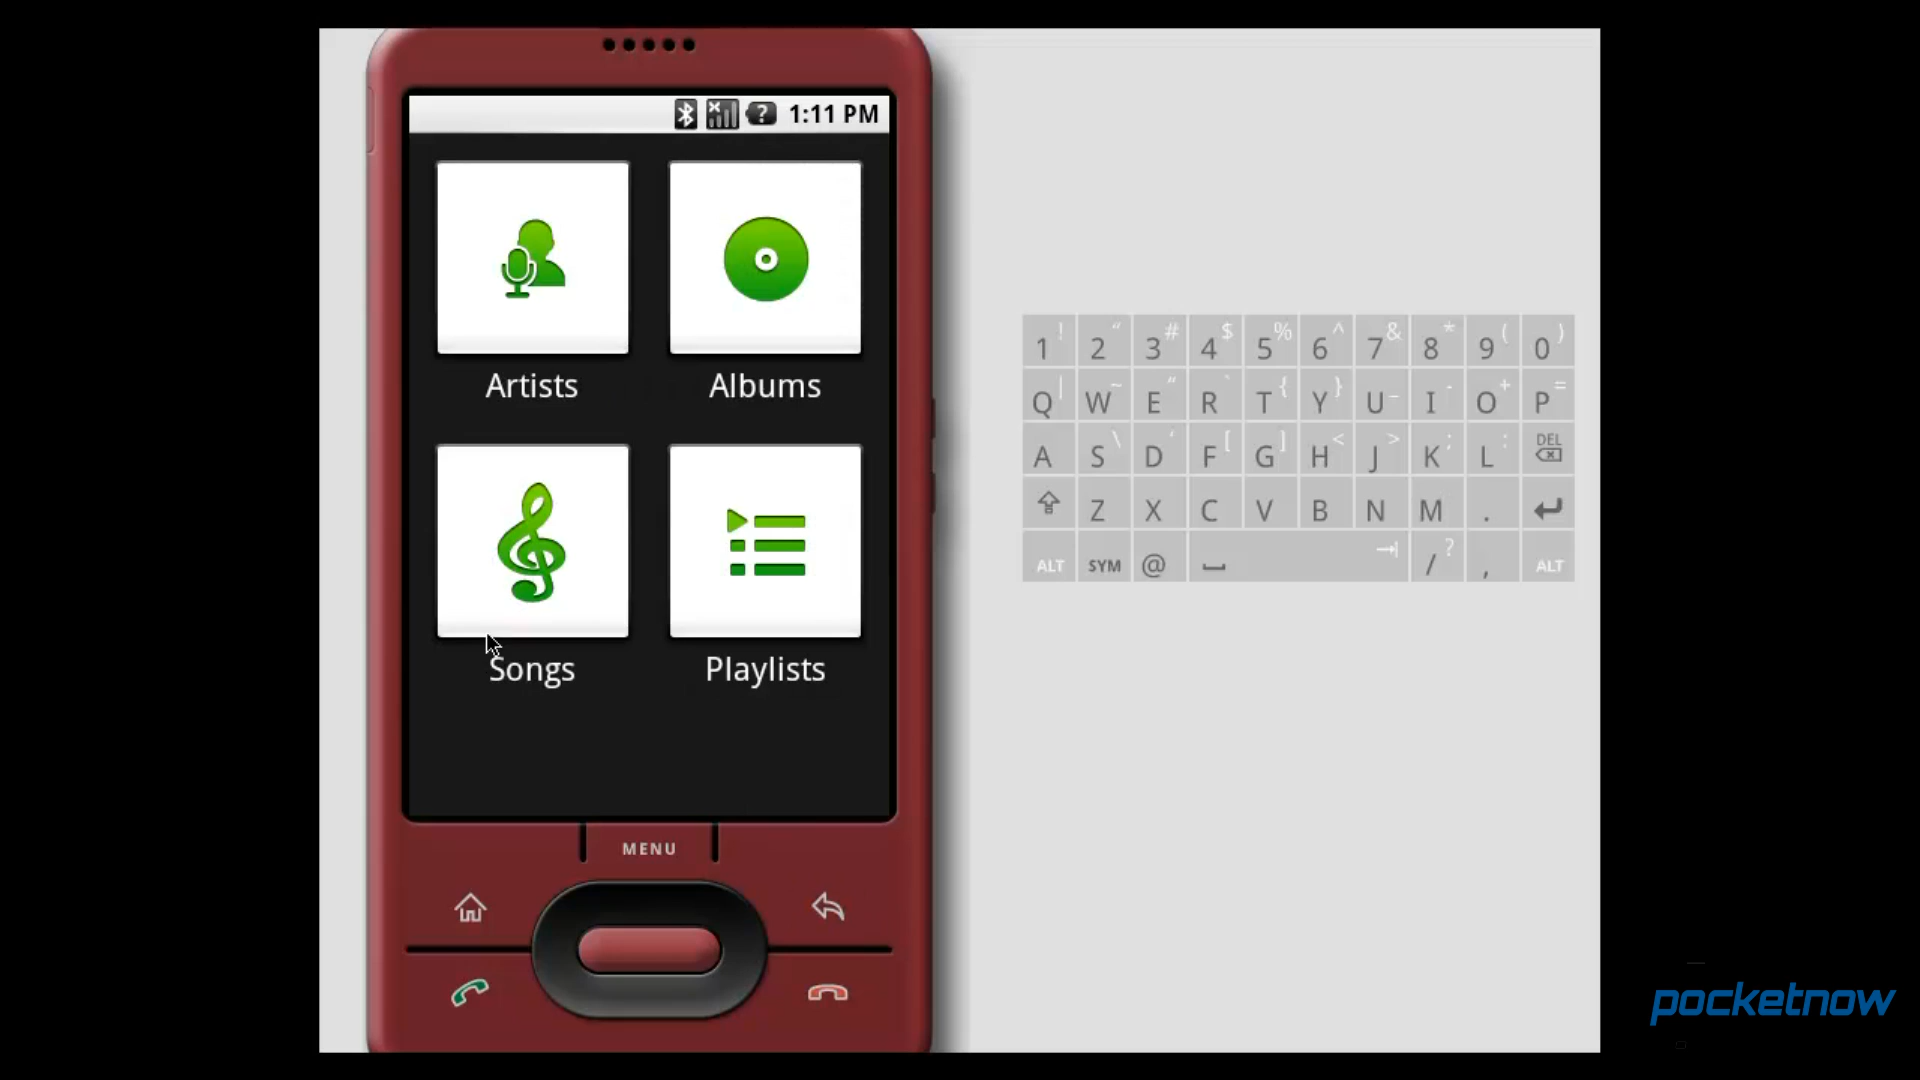 1:11 PM
Artists
Albums
Songs
Playlists
MENU
1 ! 2 “ 3 # 4 $ 5 % 6 ^ 7 & 8 * 9 ( 0 )
Q | W ~ E “ R ` T { Y } U _ I - O + P =
A S \ D ‘ F [ G ] H < J > K ; L : DEL
Z X C V B N M .
ALT SYM @ / ? , ALT
pocketnow